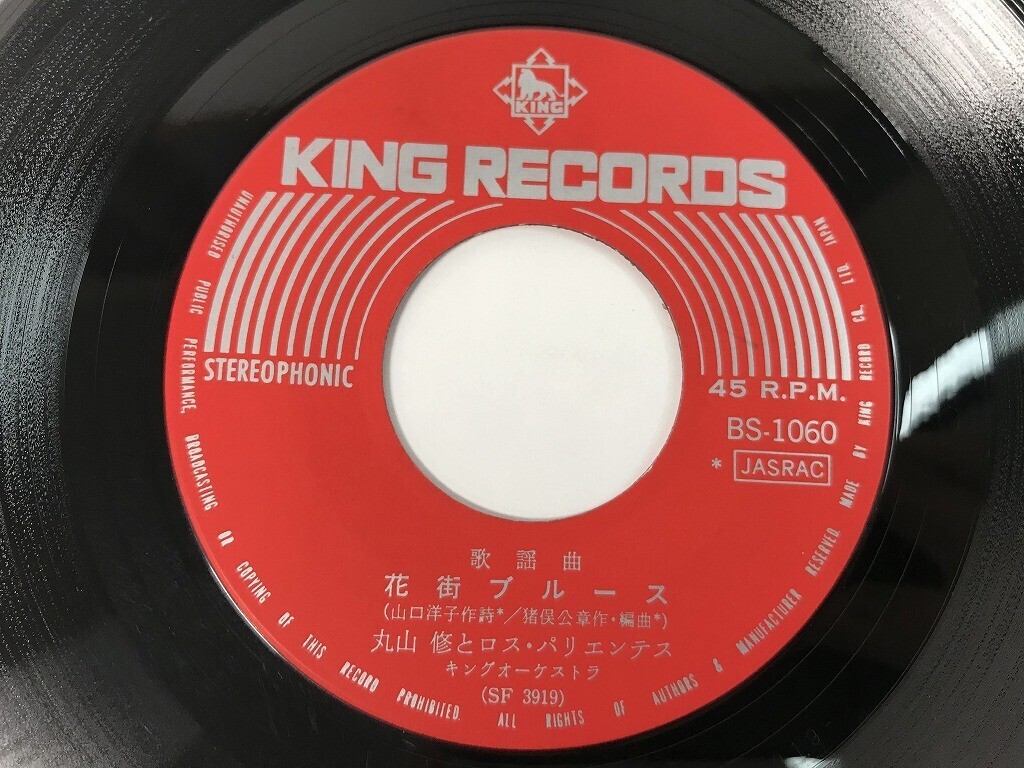 KING
KING RECORDS
STEREOPHONIC
45 R.P.M.
BS-1060
* JASRAC
歌謡曲
花街ブルース
(山口洋子作詩*/猪俣公章作・編曲*)
丸山 修とロス・パリエンテス
キングオーケストラ
(SF 3919)
UNAUTHORISED PUBLIC PERFORMANCE, BROADCASTING OR COPYING OF THIS RECORD PROHIBITED. ALL RIGHTS OF AUTHORS & MANUFACTURER RESERVED. MADE BY KING RECORD CR., LTD. JAPAN